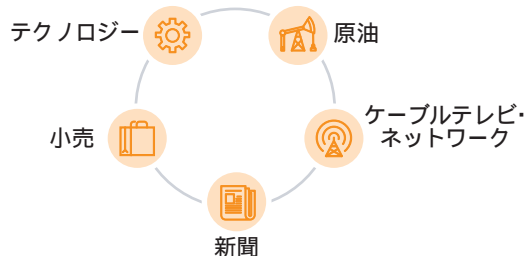 テクノロジー
原油
ケーブルテレビ･
ネットワーク
小売
新聞